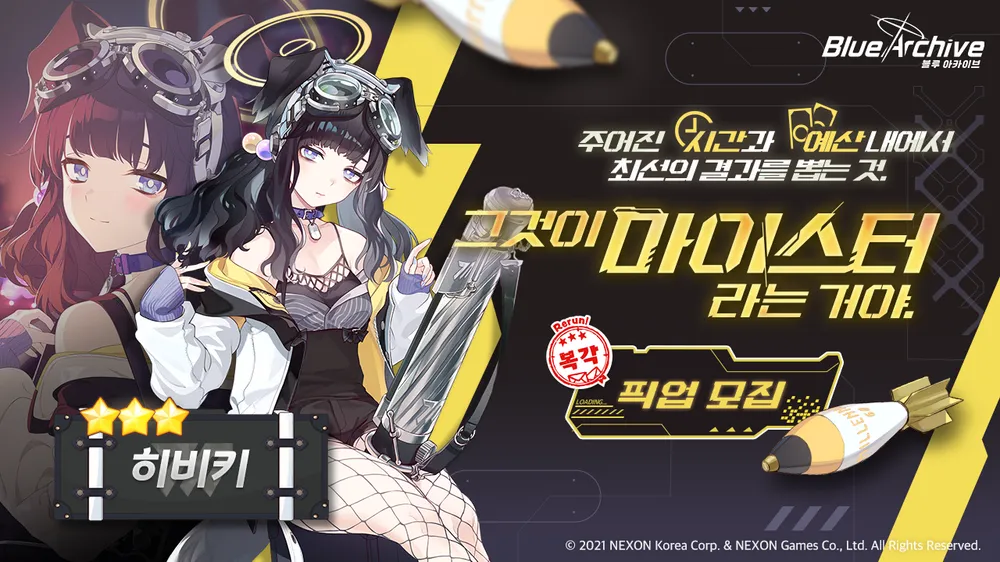 Blue Archive
블루 아카이브
주어진 시간과 예산 내에서
최선의 결과를 뽑는 것.
그것이 마이스터
라는 거야.
Rerun!
복각
LOADING...
픽업 모집
히비키
© 2021 NEXON Korea Corp. & NEXON Games Co., Ltd. All Rights Reserved.